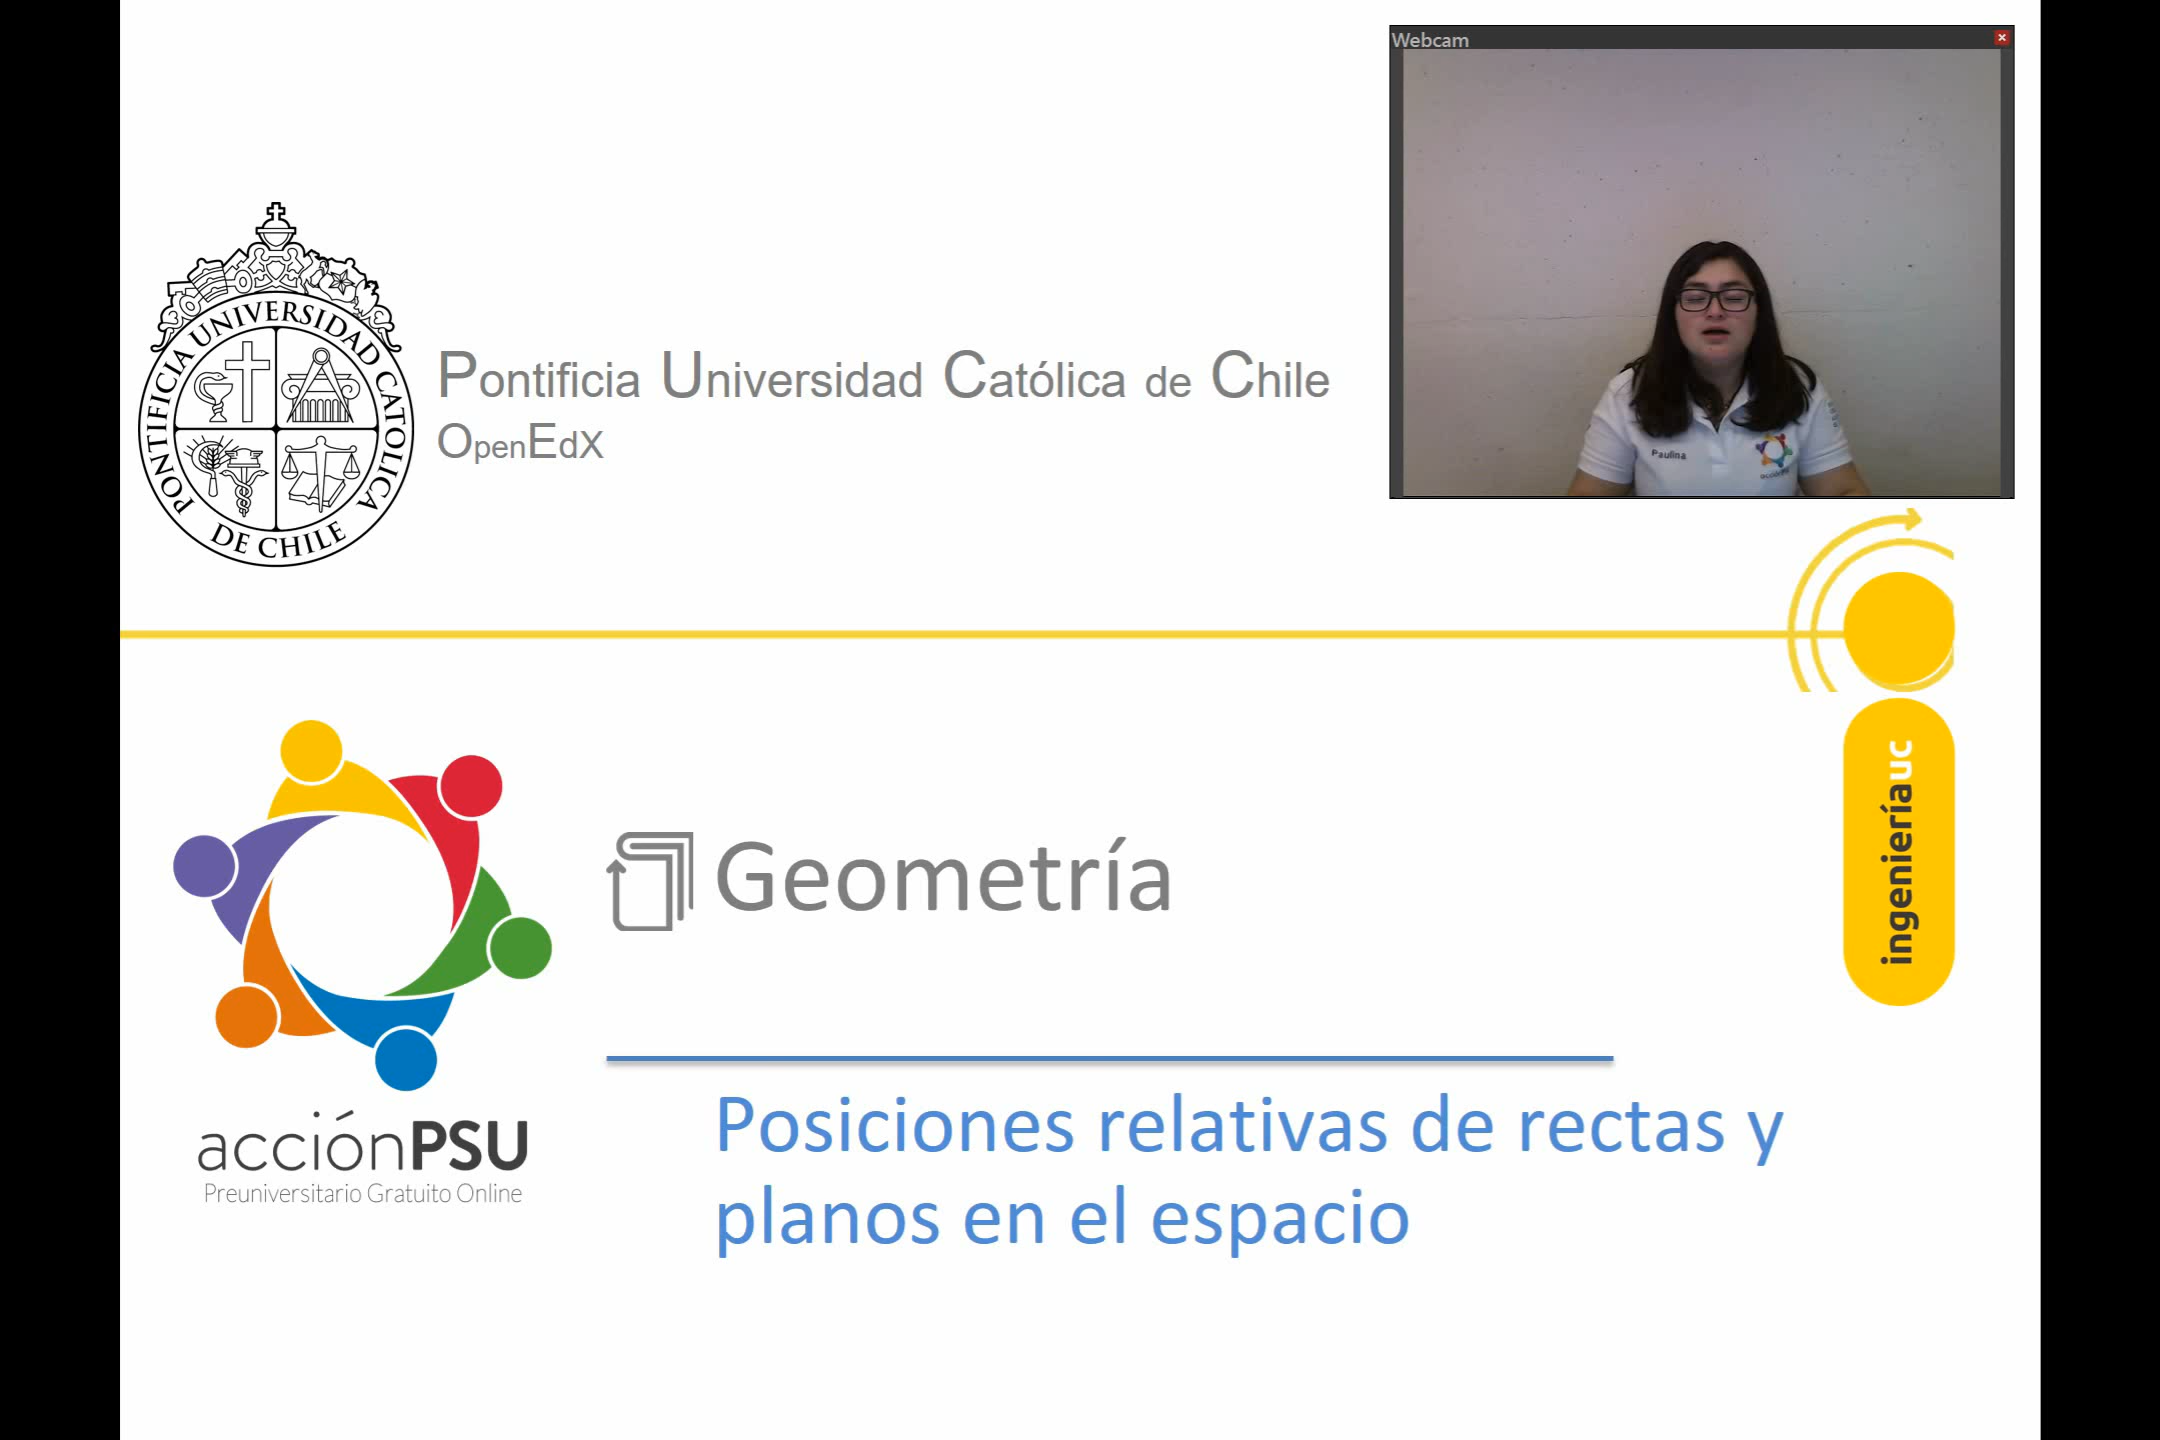 Webcam
PONTIFICIA UNIVERSIDAD CATOLICA DE CHILE
Pontificia Universidad Católica de Chile
OpenEdX
Paulina
ingenieríauc
Geometría
acciónPSU
Preuniversitario Gratuito Online
Posiciones relativas de rectas y
planos en el espacio